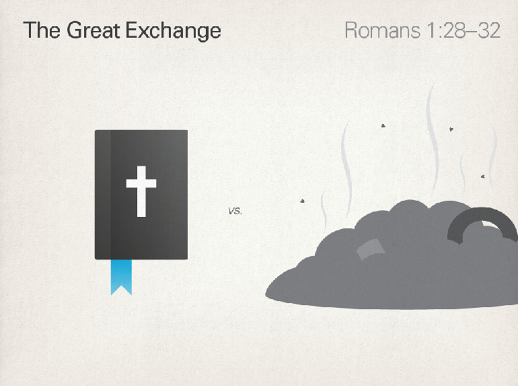 The Great Exchange
Romans 1:28–32
vs.